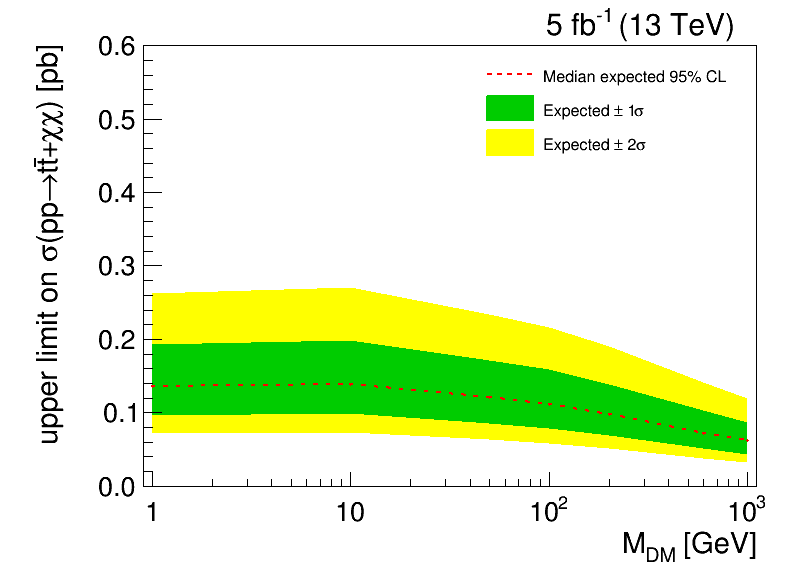 5 fb⁻¹ (13 TeV)
upper limit on σ(pp→tt̄+χχ) [pb]
0.6
0.5
0.4
0.3
0.2
0.1
0.0
Median expected 95% CL
Expected ± 1σ
Expected ± 2σ
1 10 10² 10³
M_DM [GeV]